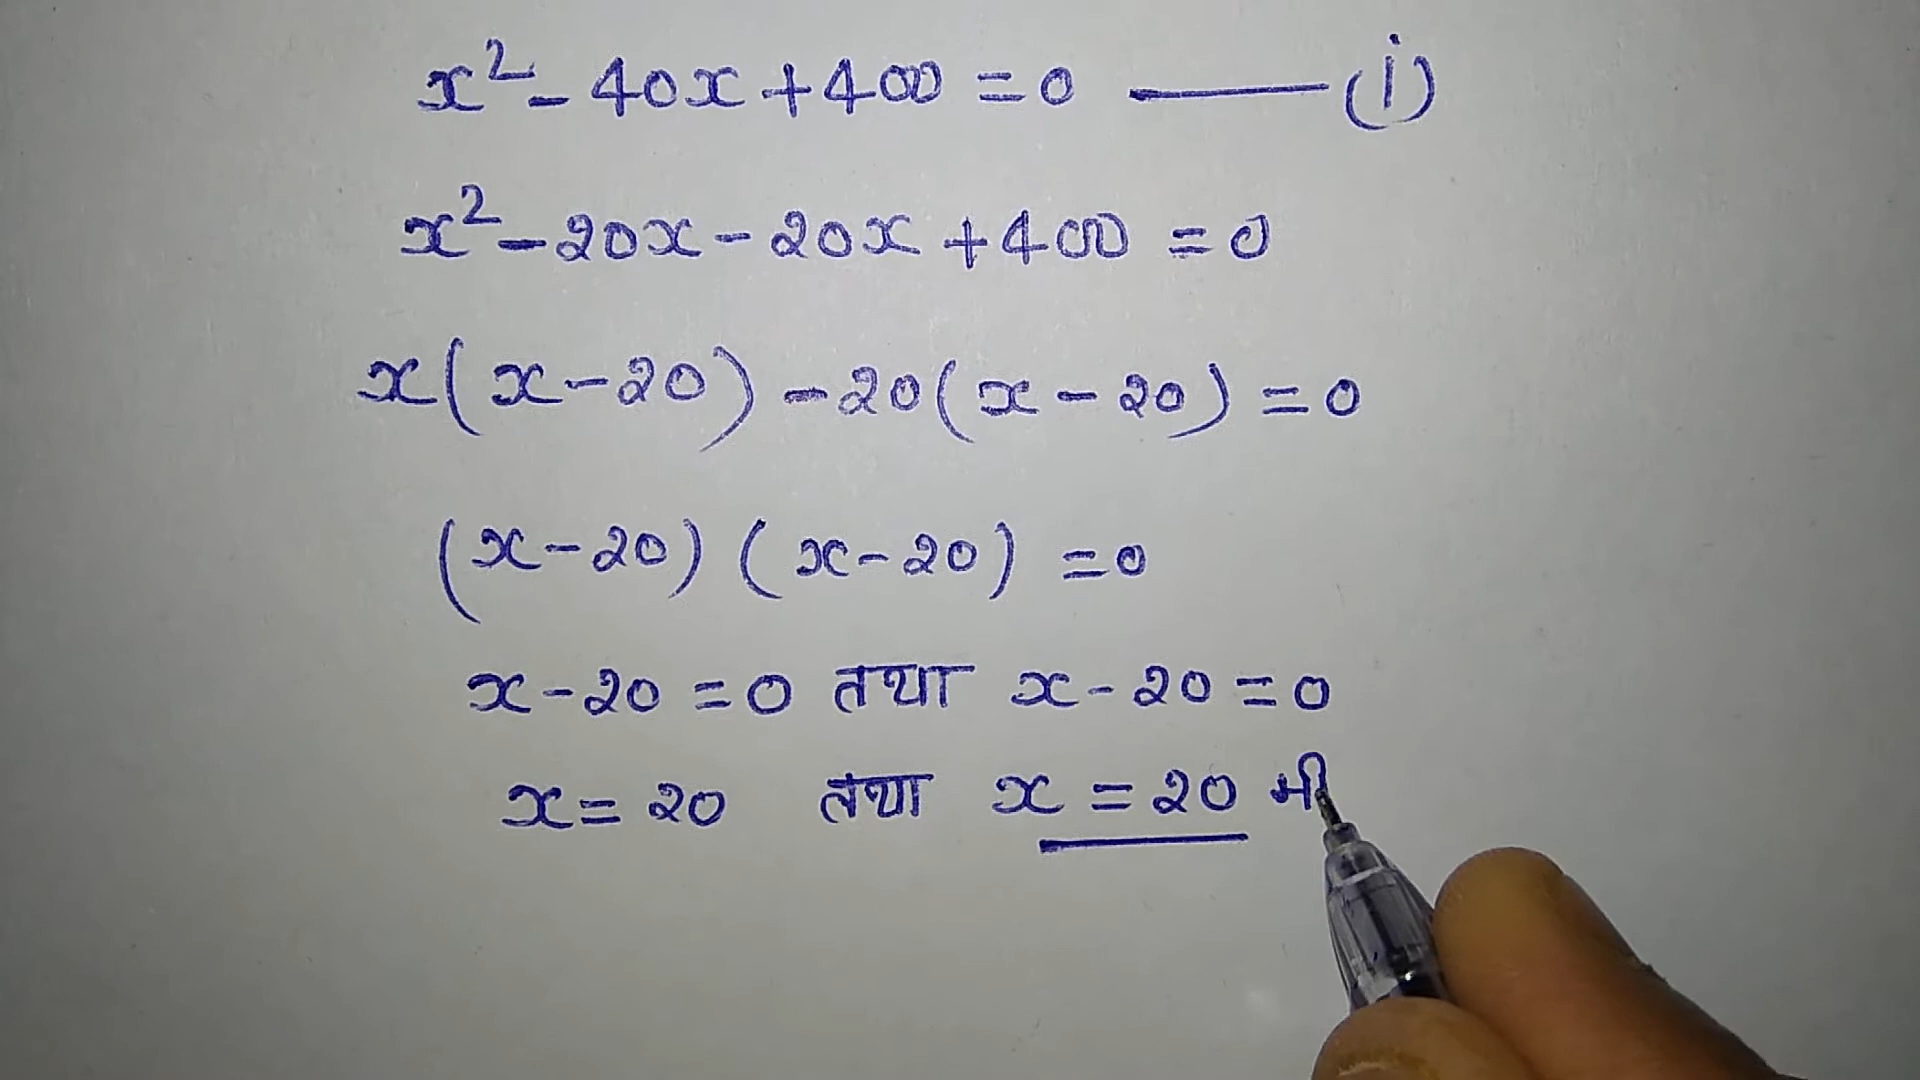 x² - 40x + 400 = 0 —— (i)
x² - 20x - 20x + 400 = 0
x(x - 20) - 20(x - 20) = 0
(x - 20) (x - 20) = 0
x - 20 = 0 तथा x - 20 = 0
x = 20 तथा x = 20 मी